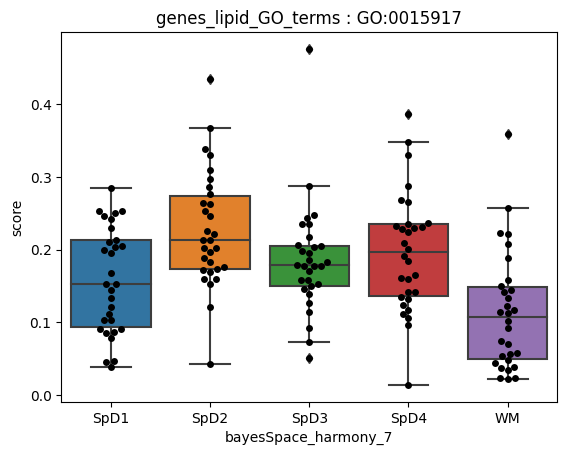 genes_lipid_GO_terms : GO:0015917
score
0.4
0.3
0.2
0.1
0.0
SpD1 SpD2 SpD3 SpD4 WM
bayesSpace_harmony_7